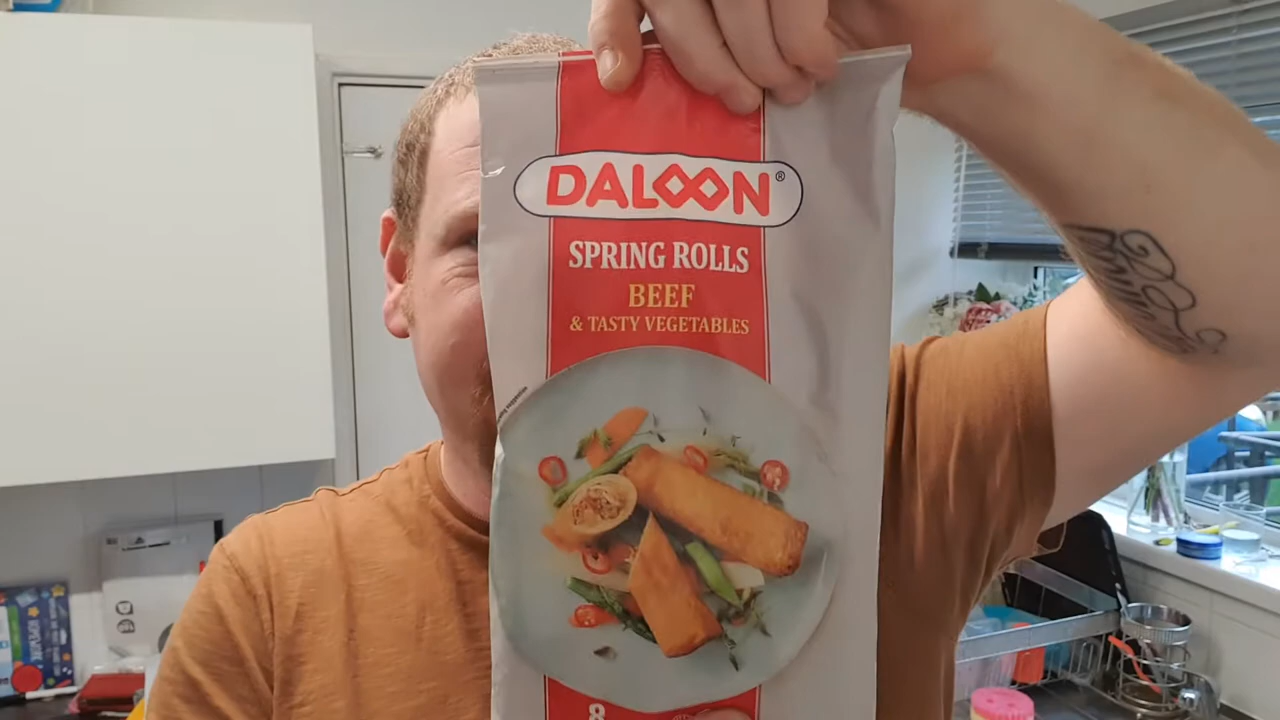 DALOON®
SPRING ROLLS
BEEF
& TASTY VEGETABLES
8